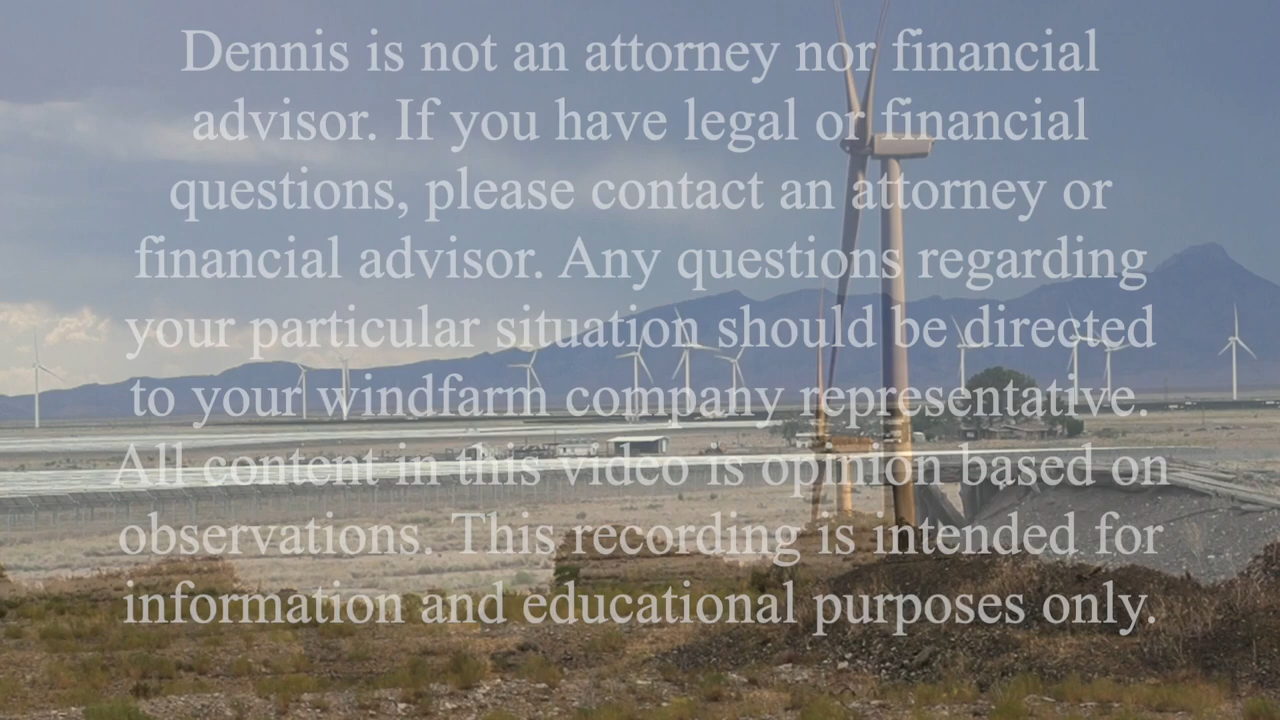 Dennis is not an attorney nor financial
advisor. If you have legal or financial
questions, please contact an attorney or
financial advisor. Any questions regarding
your particular situation should be directed
to your windfarm company representative.
All content in this video is opinion based on
observations. This recording is intended for
information and educational purposes only.